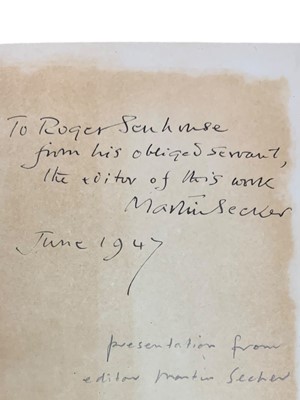 To Roger Senhouse
from his obliged servant,
the editor of this work
Martin Secker
June 1947
presentation from
editor Martin Secker